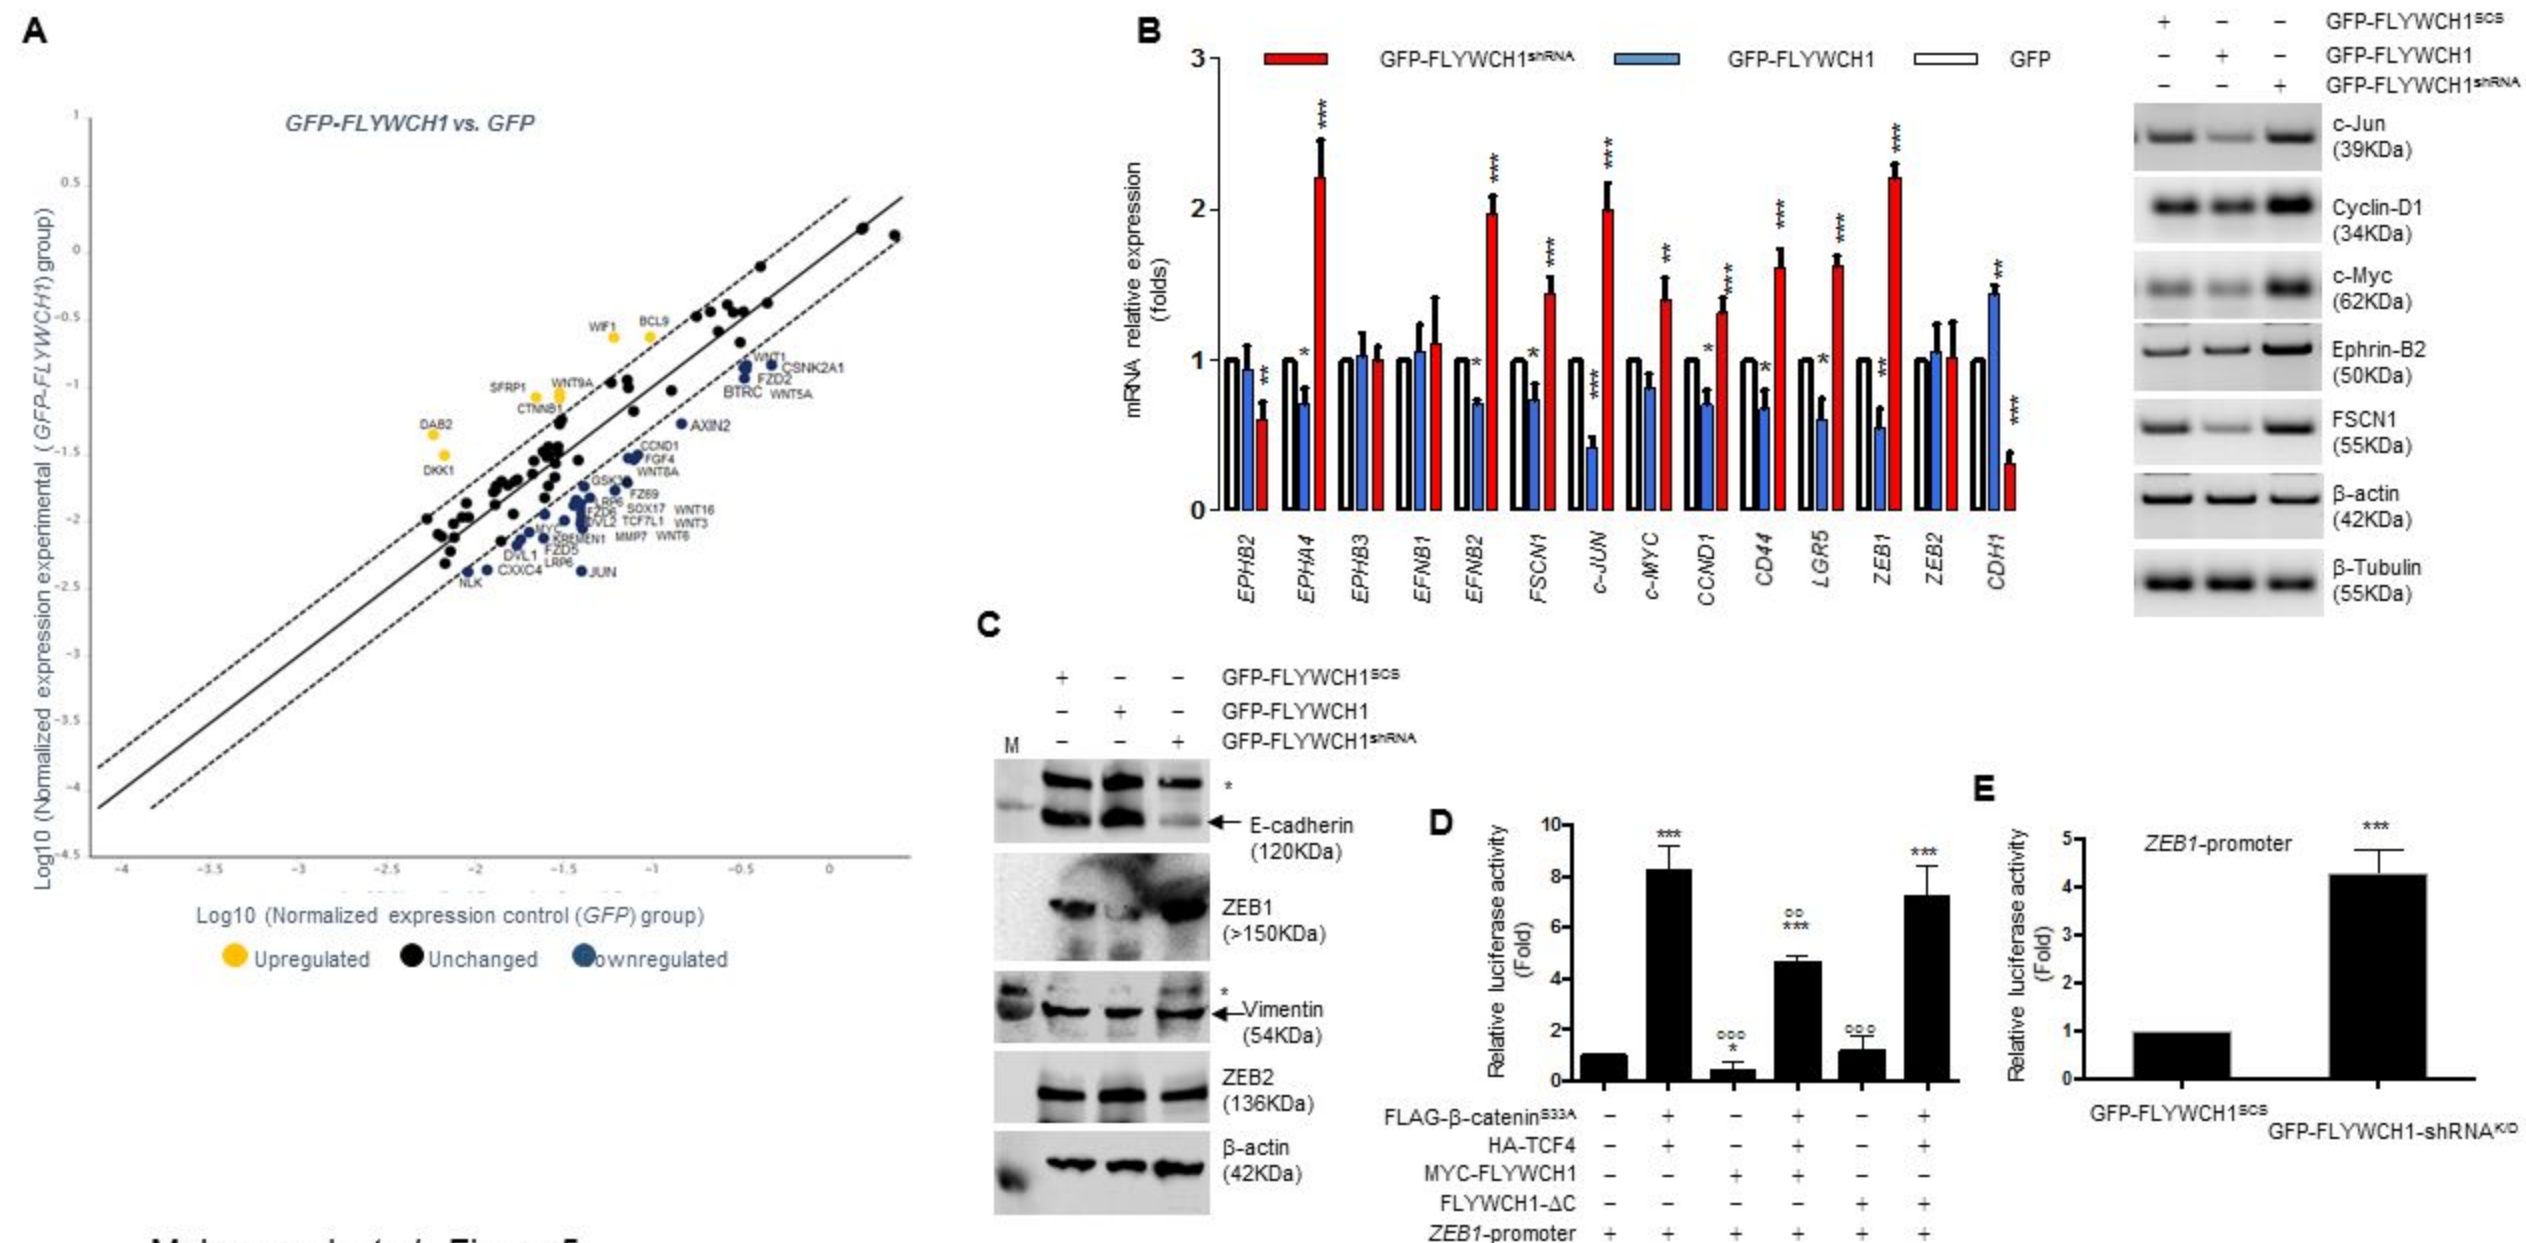 A
GFP-FLYWCH1 vs. GFP
Log10 (Normalized expression experimental (GFP-FLYWCH1) group)
1
0.5
0
-0.5
-1
-1.5
-2
-2.5
-3
-3.5
-4
-4.5
WIF1
BCL9
SFRP1
WNT9A
CTNNB1
DAB2
DKK1
WNT1
CSNK2A1
FZD2
BTRC
WNT5A
AXIN2
CCND1
FGF4
WNT8A
LRP6
SOX17
WNT16
FZD6
DVL2
TCF7L1
WNT3
MYC
KREMEN1
MMP7
WNT6
DVL1
FZD5
LRP6
NLK
CXXC4
JUN
-4
-3.5
-3
-2
-1.5
-1
-0.5
0
Log10 (Normalized expression control (GFP) group)
Upregulated
Unchanged
ownregulated
B
GFP-FLYWCH1shRNA
GFP-FLYWCH1
GFP
mRNA relative expression
(folds)
3
2
1
0
** * *** * *** * *** *** *** ** * *** * *** * *** ** *** ** ***
EPHB2
EPHA4
EPHB3
EFNB1
EFNB2
FSCN1
c-JUN
c-MYC
CCND1
CD44
LGR5
ZEB1
ZEB2
CDH1
+ − − GFP-FLYWCH1SCS
− + − GFP-FLYWCH1
− − + GFP-FLYWCH1shRNA
c-Jun
(39KDa)
Cyclin-D1
(34KDa)
c-Myc
(62KDa)
Ephrin-B2
(50KDa)
FSCN1
(55KDa)
β-actin
(42KDa)
β-Tubulin
(55KDa)
C
+ − − GFP-FLYWCH1SCS
− + − GFP-FLYWCH1
M − − + GFP-FLYWCH1shRNA
*
E-cadherin
(120KDa)
ZEB1
(>150KDa)
*
Vimentin
(54KDa)
ZEB2
(136KDa)
β-actin
(42KDa)
D
Relative luciferase activity
(Fold)
10
8
6
4
2
0
***
°°°
*
°°
***
°°°
***
FLAG-β-cateninS33A − + − + − +
HA-TCF4 − + − + − +
MYC-FLYWCH1 − − + + − −
FLYWCH1-ΔC − − − − + +
ZEB1-promoter + + + + + +
E
Relative luciferase activity
(Fold)
5
4
3
2
1
0
ZEB1-promoter
***
GFP-FLYWCH1SCS
GFP-FLYWCH1-shRNAK/D